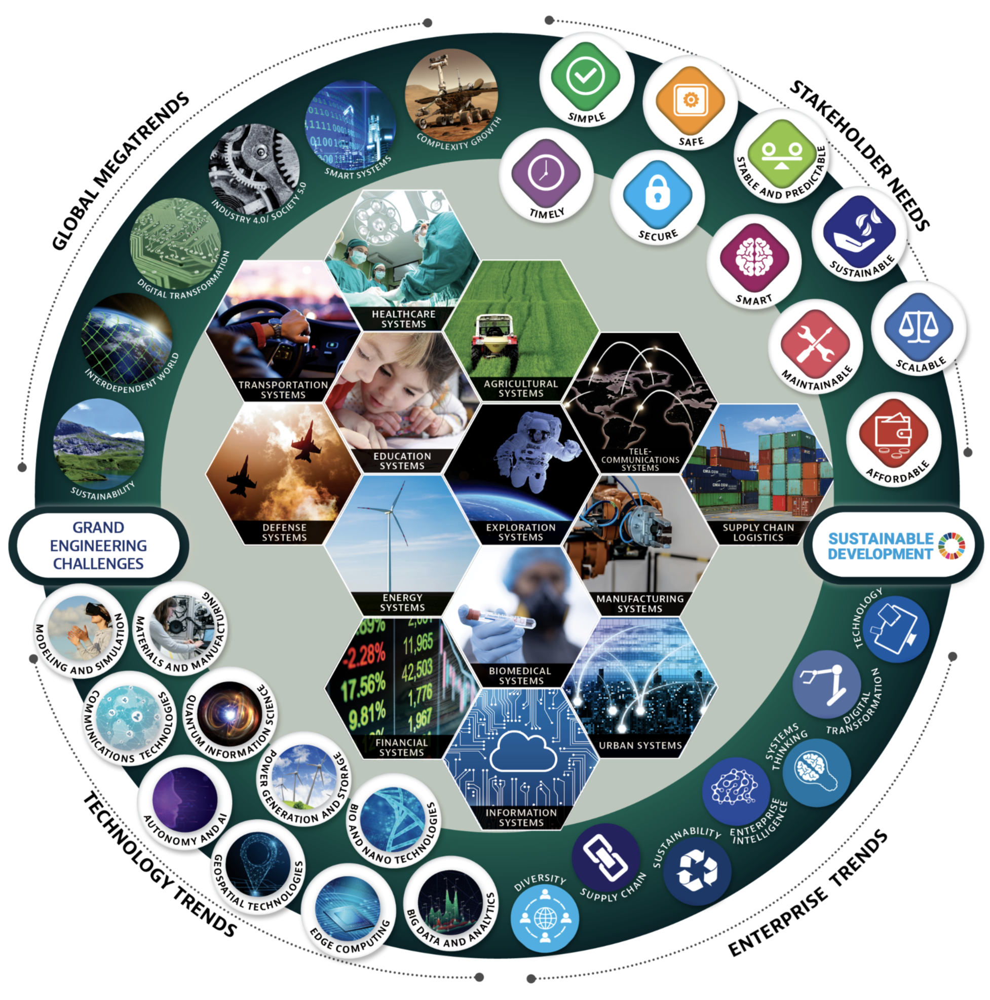 GLOBAL MEGATRENDS
COMPLEXITY GROWTH
SMART SYSTEMS
INDUSTRY 4.0/ SOCIETY 5.0
DIGITAL TRANSFORMATION
INTERDEPENDENT WORLD
SUSTAINABILITY
STAKEHOLDER NEEDS
SIMPLE
SAFE
STABLE AND PREDICTABLE
TIMELY
SECURE
SUSTAINABLE
SMART
SCALABLE
MAINTAINABLE
AFFORDABLE
HEALTHCARE
SYSTEMS
TRANSPORTATION
SYSTEMS
AGRICULTURAL
SYSTEMS
EDUCATION
SYSTEMS
TELE-
COMMUNICATIONS
SYSTEMS
CMA CGM
CMA CGM
DEFENSE
SYSTEMS
EXPLORATION
SYSTEMS
SUPPLY CHAIN
LOGISTICS
ENERGY
SYSTEMS
MANUFACTURING
SYSTEMS
BIOMEDICAL
SYSTEMS
-2.28%
17.56%
9.81%
11,965
42,503
1,776
1,967
FINANCIAL
SYSTEMS
URBAN SYSTEMS
INFORMATION
SYSTEMS
GRAND
ENGINEERING
CHALLENGES
SUSTAINABLE
DEVELOPMENT
TECHNOLOGY TRENDS
MODELING AND SIMULATION
MATERIALS AND MANUFACTURING
COMMUNICATIONS TECHNOLOGIES
QUANTUM INFORMATION SCIENCE
AUTONOMY AND AI
POWER GENERATION AND STORAGE
GEOSPATIAL TECHNOLOGIES
BIO AND NANO TECHNOLOGIES
EDGE COMPUTING
BIG DATA AND ANALYTICS
ENTERPRISE TRENDS
TECHNOLOGY
DIGITAL
TRANSFORMATION
SYSTEMS
THINKING
ENTERPRISE
INTELLIGENCE
SUSTAINABILITY
SUPPLY CHAIN
DIVERSITY